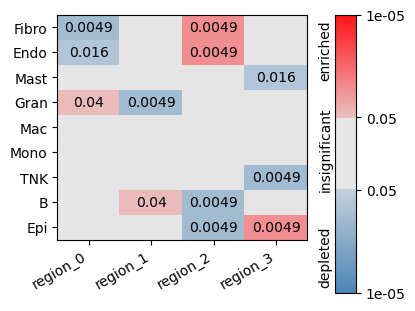 Fibro 0.0049 0.0049
Endo 0.016 0.0049
Mast 0.016
Gran 0.04 0.0049
Mac
Mono
TNK 0.0049
B 0.04 0.0049
Epi 0.0049 0.0049
region_0 region_1 region_2 region_3
1e-05
0.05
0.05
1e-05
enriched
insignificant
depleted